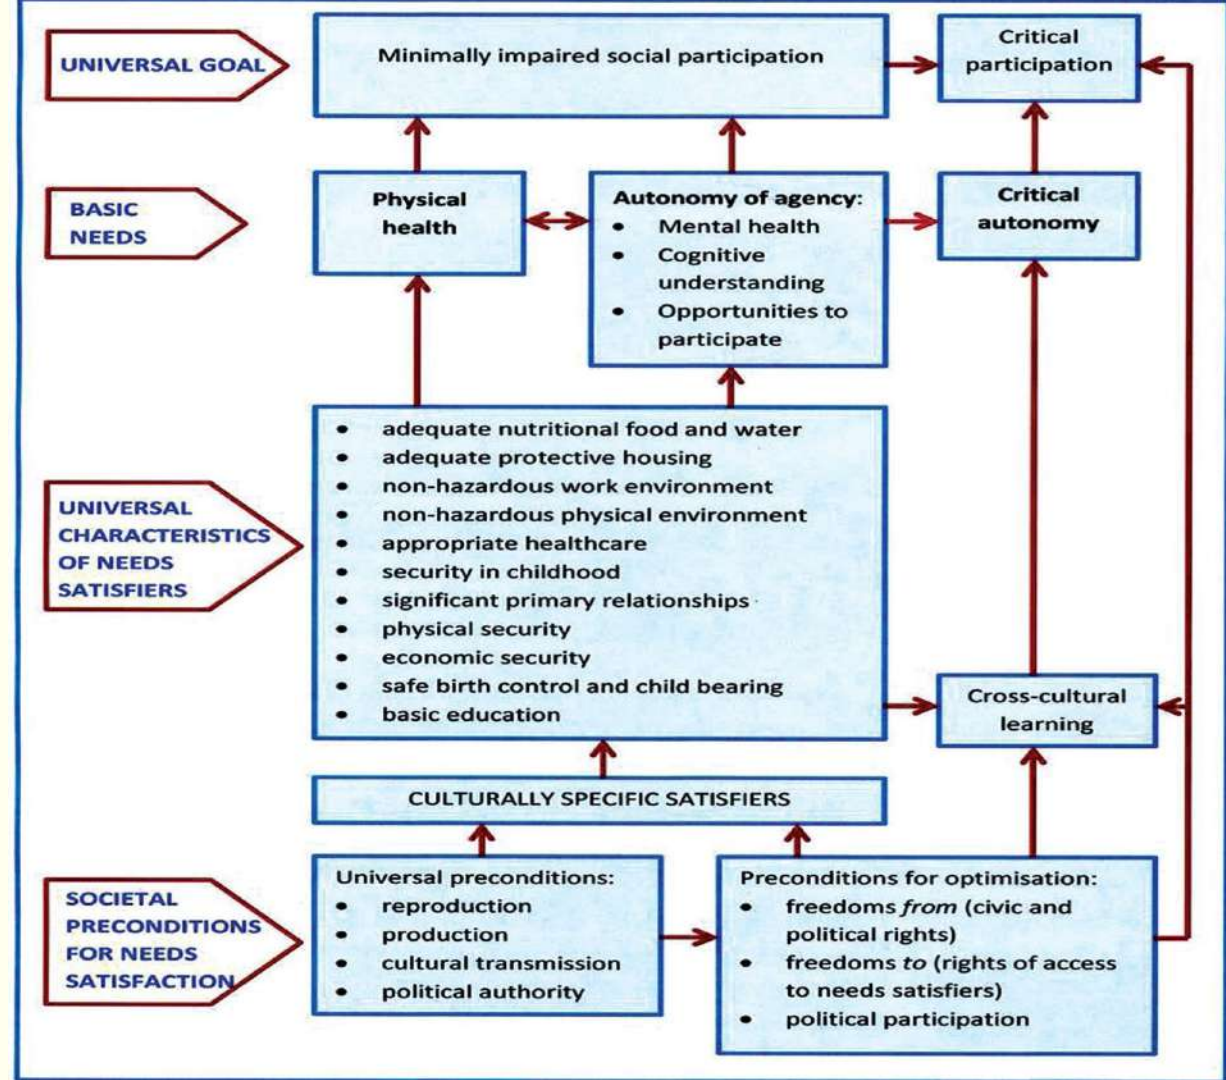 UNIVERSAL GOAL
Minimally impaired social participation
Critical
participation
BASIC
NEEDS
Physical
health
Autonomy of agency:
• Mental health
• Cognitive
understanding
• Opportunities to
participate
Critical
autonomy
UNIVERSAL
CHARACTERISTICS
OF NEEDS
SATISFIERS
• adequate nutritional food and water
• adequate protective housing
• non-hazardous work environment
• non-hazardous physical environment
• appropriate healthcare
• security in childhood
• significant primary relationships
• physical security
• economic security
• safe birth control and child bearing
• basic education
Cross-cultural
learning
CULTURALLY SPECIFIC SATISFIERS
SOCIETAL
PRECONDITIONS
FOR NEEDS
SATISFACTION
Universal preconditions:
• reproduction
• production
• cultural transmission
• political authority
Preconditions for optimisation:
• freedoms from (civic and
political rights)
• freedoms to (rights of access
to needs satisfiers)
• political participation